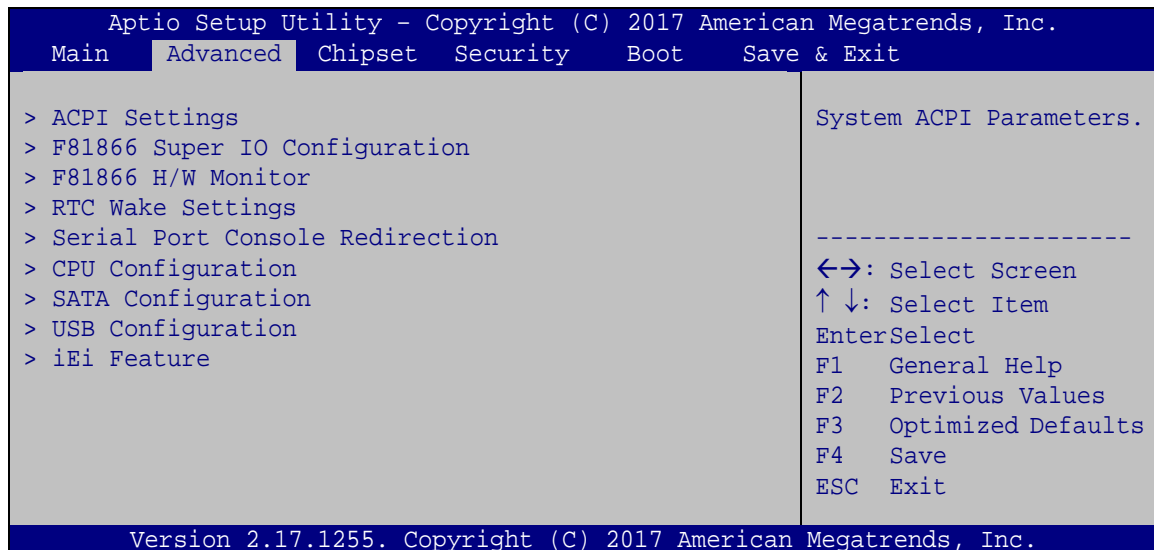 Aptio Setup Utility – Copyright (C) 2017 American Megatrends, Inc.
Main Advanced Chipset Security Boot Save & Exit
> ACPI Settings
> F81866 Super IO Configuration
> F81866 H/W Monitor
> RTC Wake Settings
> Serial Port Console Redirection
> CPU Configuration
> SATA Configuration
> USB Configuration
> iEi Feature
System ACPI Parameters.
----------------------
←→: Select Screen
↑ ↓: Select Item
EnterSelect
F1 General Help
F2 Previous Values
F3 Optimized Defaults
F4 Save
ESC Exit
Version 2.17.1255. Copyright (C) 2017 American Megatrends, Inc.